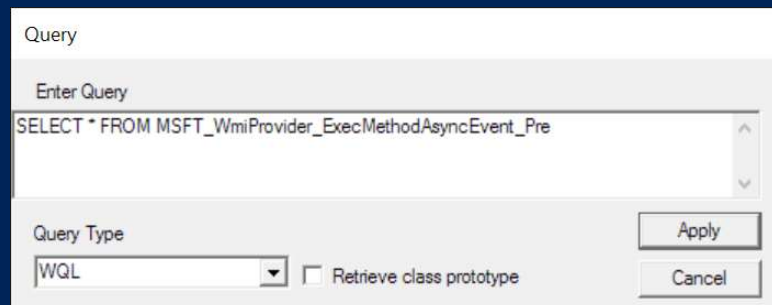 Query
Enter Query
SELECT * FROM MSFT_WmiProvider_ExecMethodAsyncEvent_Pre
Query Type
Apply
WQL
Retrieve class prototype
Cancel